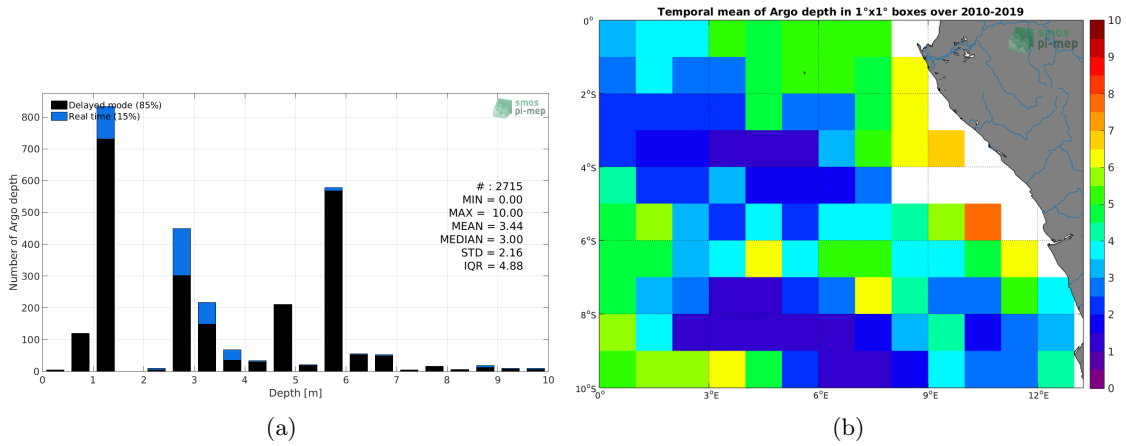 Delayed mode (85%)
Real time (15%)
smos
pi-mep
# : 2715
MIN = 0.00
MAX = 10.00
MEAN = 3.44
MEDIAN = 3.00
STD = 2.16
IQR = 4.88
Number of Argo depth
800
700
600
500
400
300
200
100
0
0 1 2 3 4 5 6 7 8 9 10
Depth [m]
(a)
Temporal mean of Argo depth in 1°x1° boxes over 2010-2019
smos
pi-mep
0°
2°S
4°S
6°S
8°S
10°S
0° 3°E 6°E 9°E 12°E
10
9
8
7
6
5
4
3
2
1
0
(b)